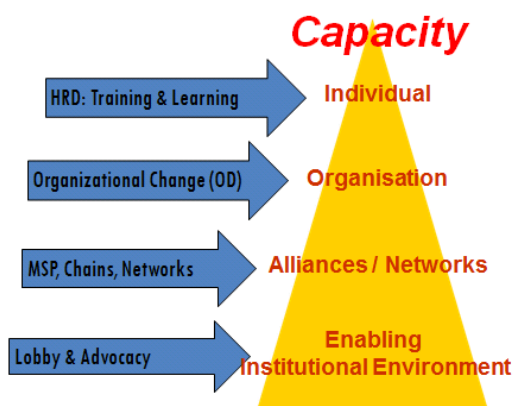 Capacity
HRD: Training & Learning
Individual
Organizational Change (OD)
Organisation
MSP, Chains, Networks
Alliances / Networks
Lobby & Advocacy
Enabling
Institutional Environment